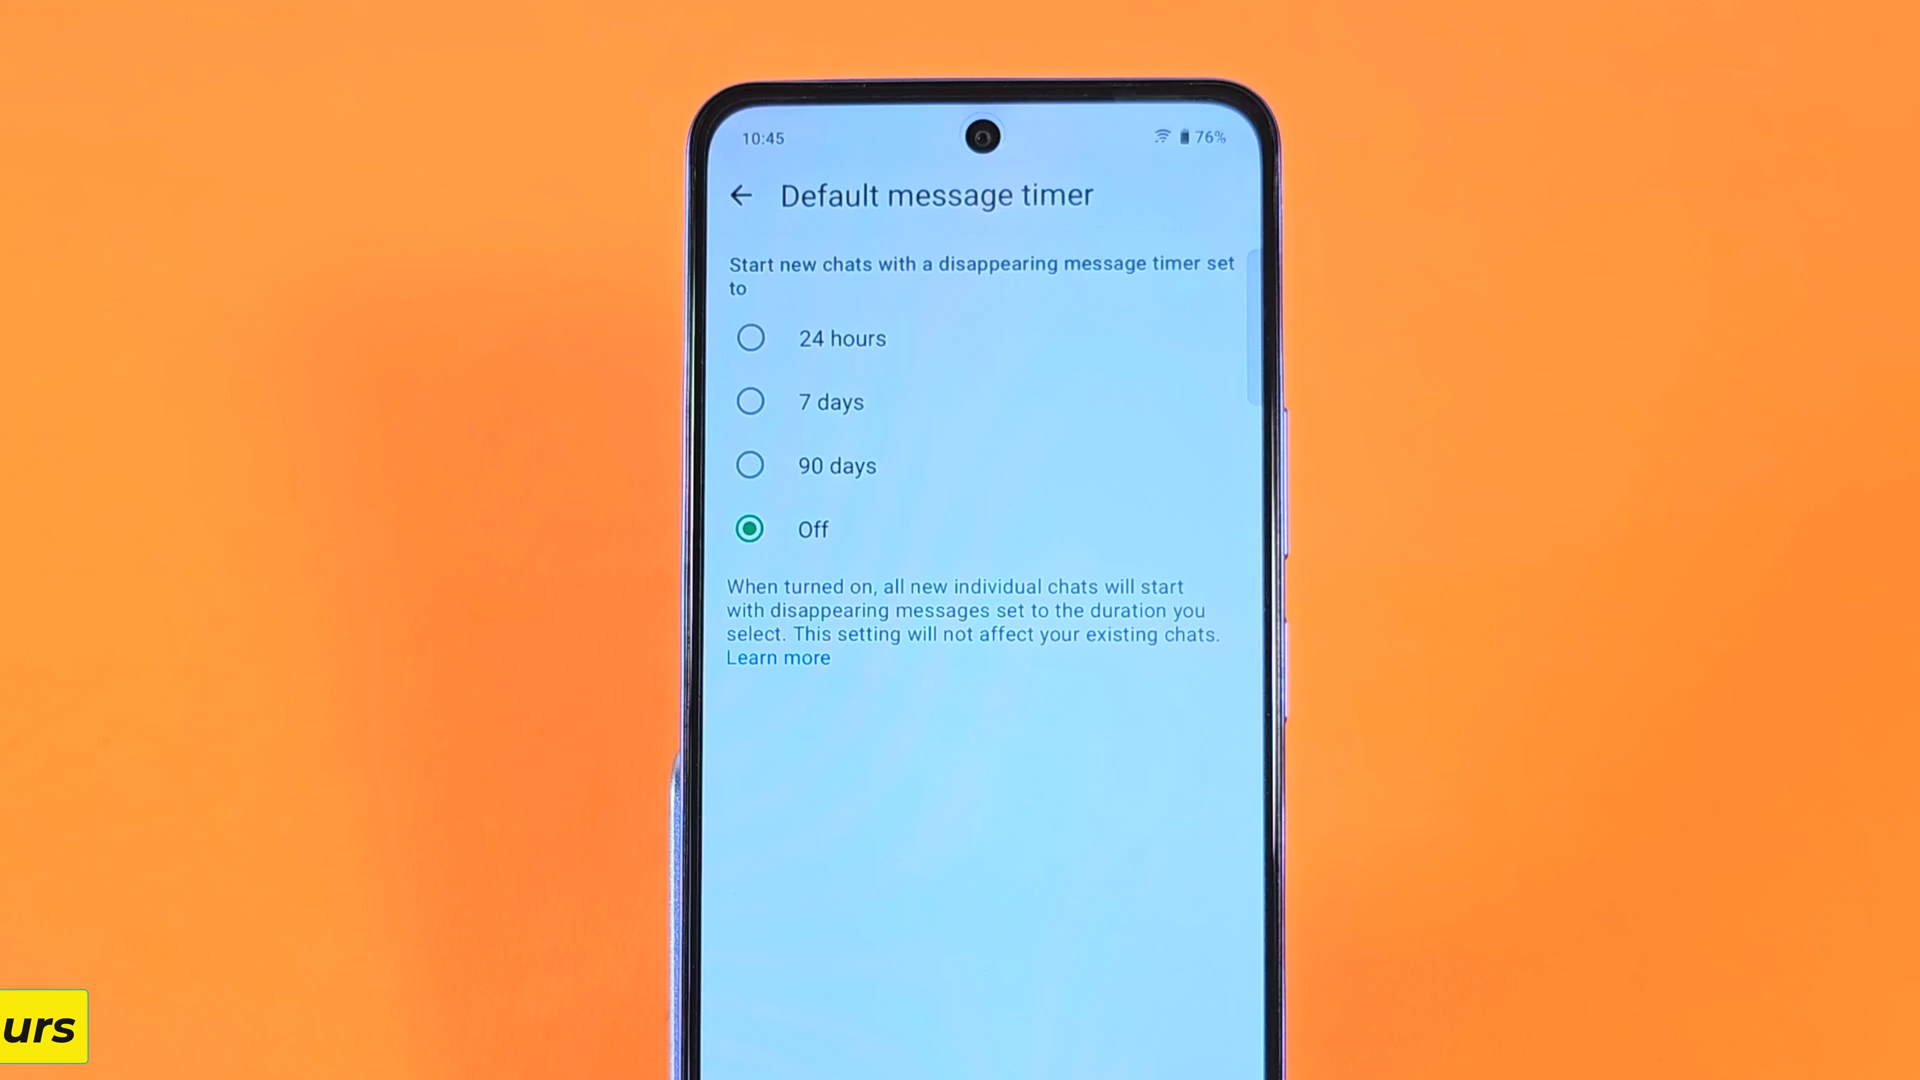 10:45
76%
Default message timer
Start new chats with a disappearing message timer set
to
24 hours
7 days
90 days
Off
When turned on, all new individual chats will start
with disappearing messages set to the duration you
select. This setting will not affect your existing chats.
Learn more
urs